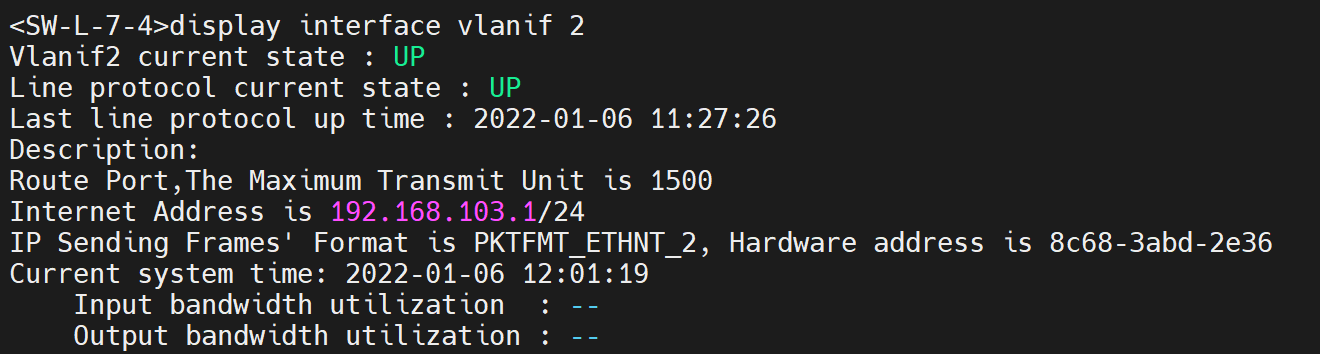 <SW-L-7-4>display interface vlanif 2
Vlanif2 current state : UP
Line protocol current state : UP
Last line protocol up time : 2022-01-06 11:27:26
Description:
Route Port,The Maximum Transmit Unit is 1500
Internet Address is 192.168.103.1/24
IP Sending Frames' Format is PKTFMT_ETHNT_2, Hardware address is 8c68-3abd-2e36
Current system time: 2022-01-06 12:01:19
    Input bandwidth utilization  : --
    Output bandwidth utilization : --